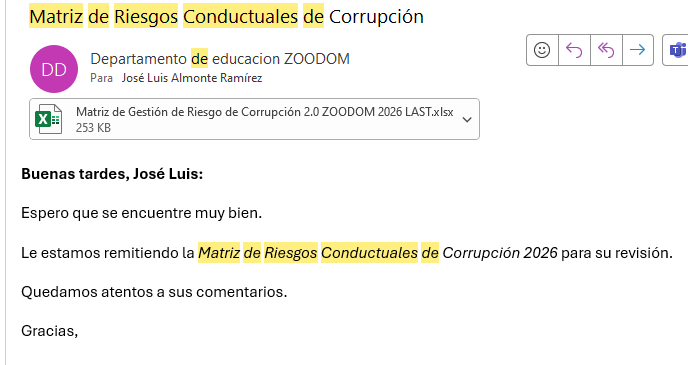 Matriz de Riesgos Conductuales de Corrupción
DD
Departamento de educacion ZOODOM
Para José Luis Almonte Ramírez
Matriz de Gestión de Riesgo de Corrupción 2.0 ZOODOM 2026 LAST.xlsx
253 KB
Buenas tardes, José Luis:
Espero que se encuentre muy bien.
Le estamos remitiendo la Matriz de Riesgos Conductuales de Corrupción 2026 para su revisión.
Quedamos atentos a sus comentarios.
Gracias,